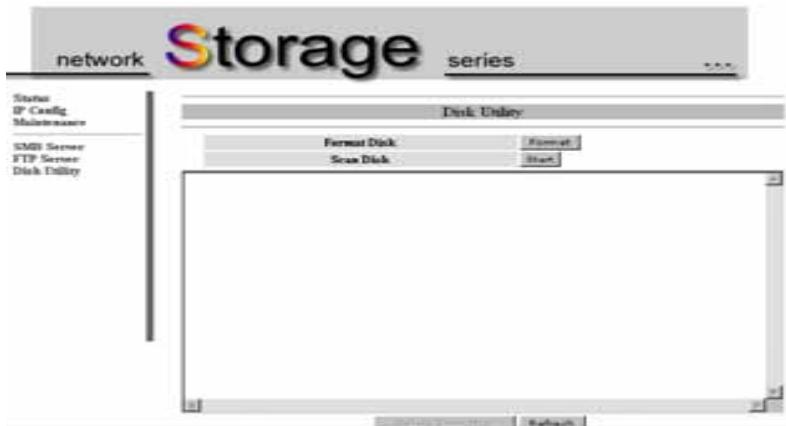 network Storage series ...
Status
IP Config
Maintenance
SMB Server
FTP Server
Disk Utility
Disk Utility
Format Disk Format
Scan Disk Start
Refresh